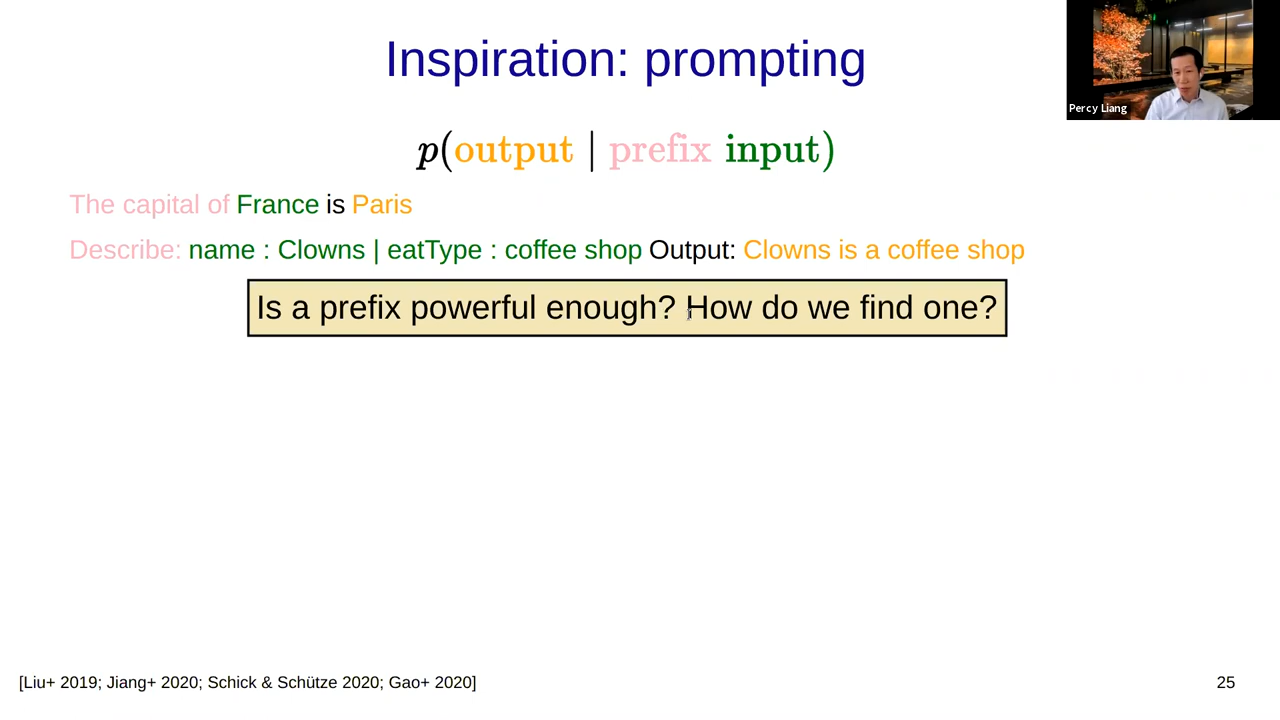 Inspiration: prompting
Percy Liang
p(output | prefix input)
The capital of France is Paris
Describe: name : Clowns | eatType : coffee shop Output: Clowns is a coffee shop
Is a prefix powerful enough? How do we find one?
[Liu+ 2019; Jiang+ 2020; Schick & Schütze 2020; Gao+ 2020]
25